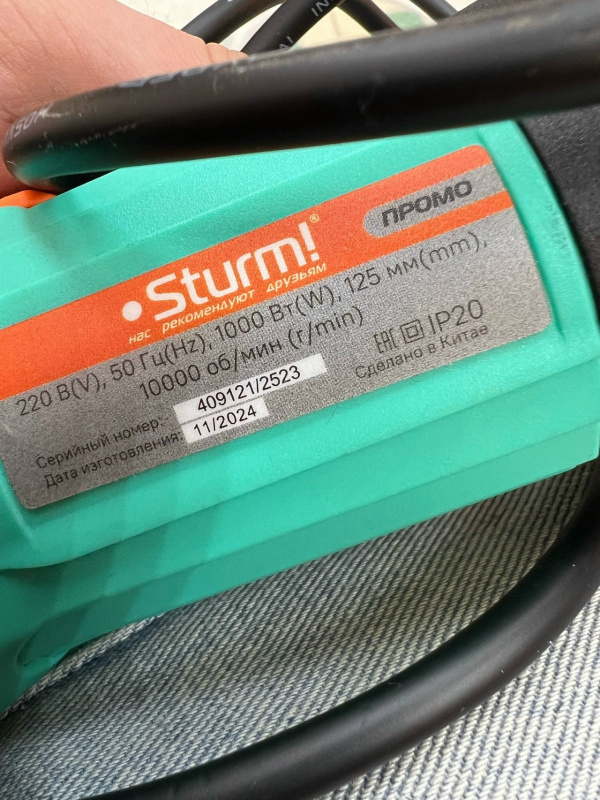 Sturm!®
ПРОМО
нас рекомендуют друзьям
220 В(V), 50 Гц(Hz), 1000 Вт(W), 125 мм(mm),
10000 об/мин (r/min)
Серийный номер: 409121/2523
Дата изготовления: 11/2024
EAC IP20
Сделано в Китае